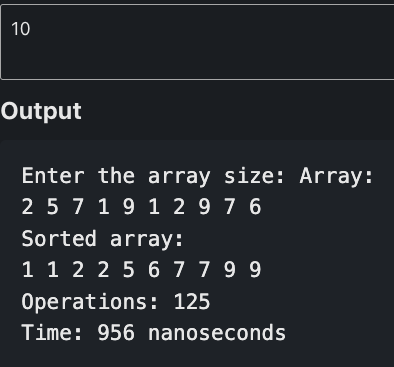 10
Output
Enter the array size: Array:
2 5 7 1 9 1 2 9 7 6
Sorted array:
1 1 2 2 5 6 7 7 9 9
Operations: 125
Time: 956 nanoseconds